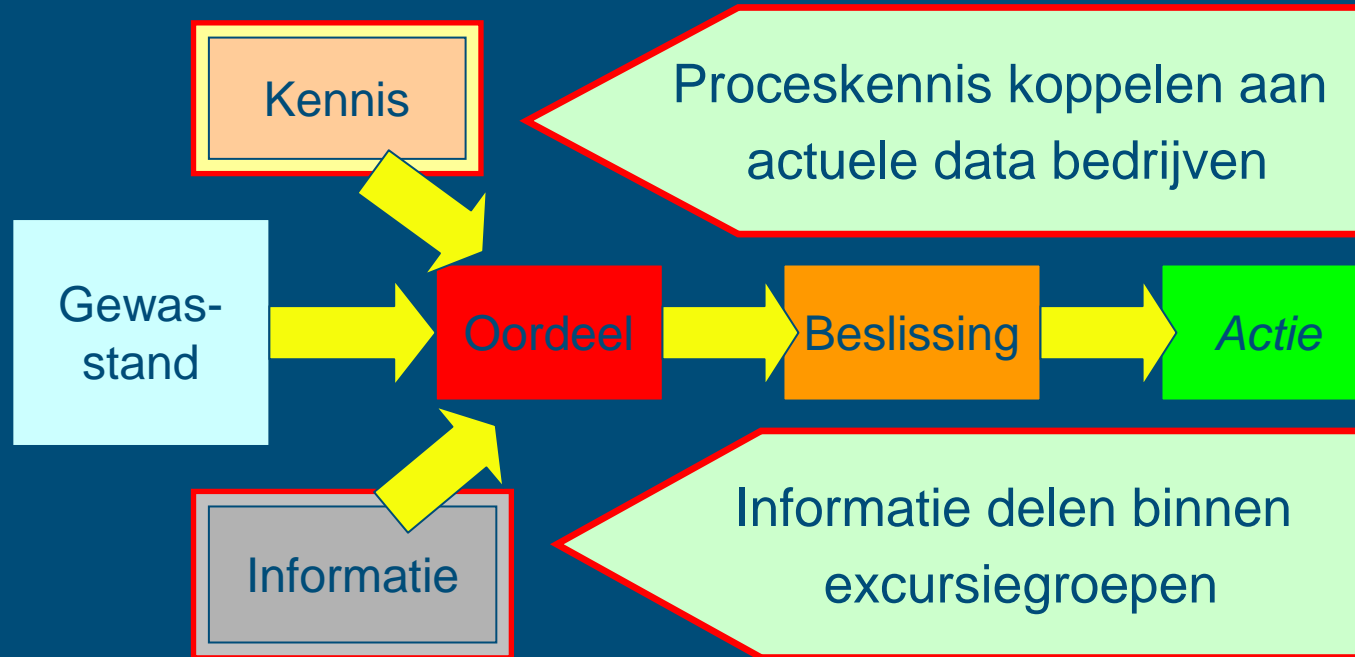 Kennis
Proceskennis koppelen aan
actuele data bedrijven
Gewas-
stand
Oordeel
Beslissing
Actie
Informatie
Informatie delen binnen
excursiegroepen